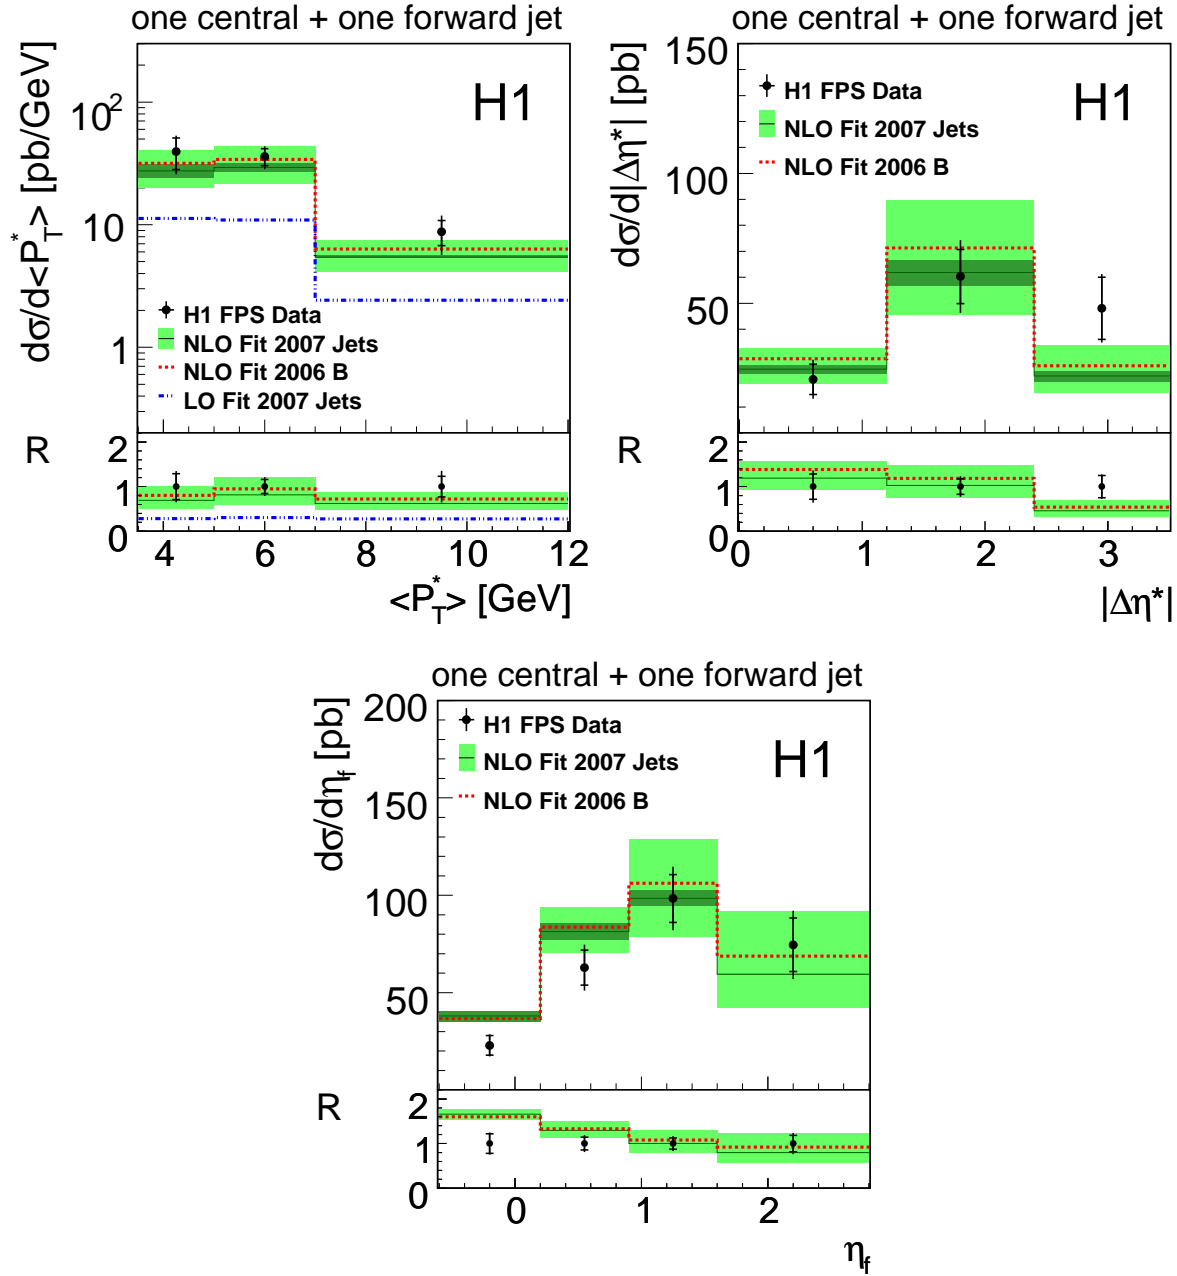 one central + one forward jet
dσ/d<P*T> [pb/GeV]
H1
10²
10
1
H1 FPS Data
NLO Fit 2007 Jets
NLO Fit 2006 B
LO Fit 2007 Jets
R
2
1
0
4 6 8 10 12
<P*T> [GeV]
one central + one forward jet
dσ/d|Δη*| [pb]
H1
150
100
50
H1 FPS Data
NLO Fit 2007 Jets
NLO Fit 2006 B
R
2
1
0
0 1 2 3
|Δη*|
one central + one forward jet
dσ/dηf [pb]
H1
200
150
100
50
H1 FPS Data
NLO Fit 2007 Jets
NLO Fit 2006 B
R
2
1
0
0 1 2
ηf